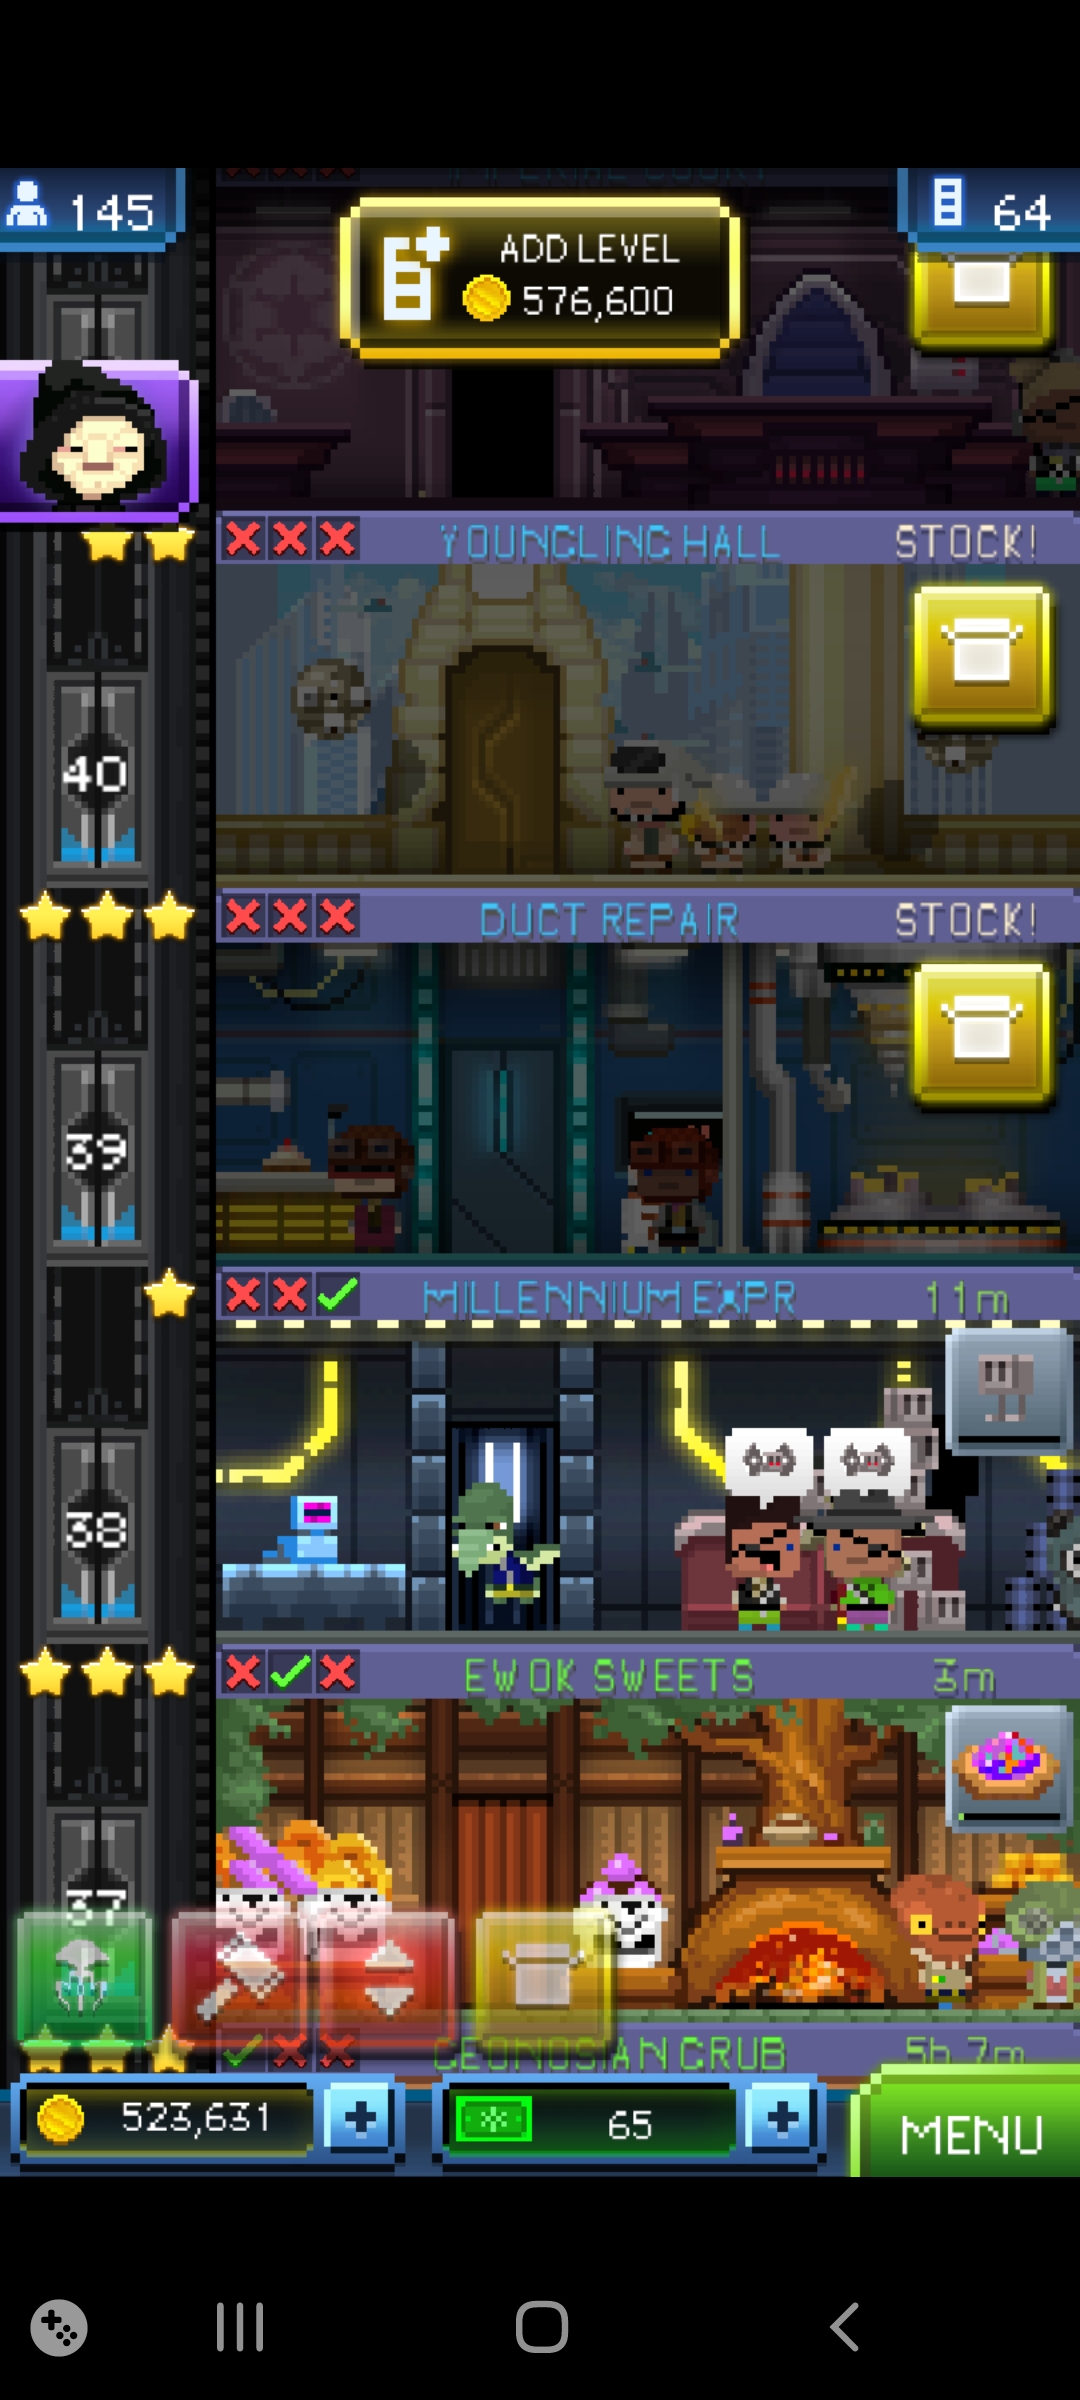 145
ADD LEVEL
576,600
64
YOUNGLING HALL
STOCK!
40
DUCT REPAIR
STOCK!
39
MILLENNIUM EXPR
11m
38
EWOK SWEETS
3m
37
GEONOSIAN GRUB
5h 7m
523,631
65
MENU